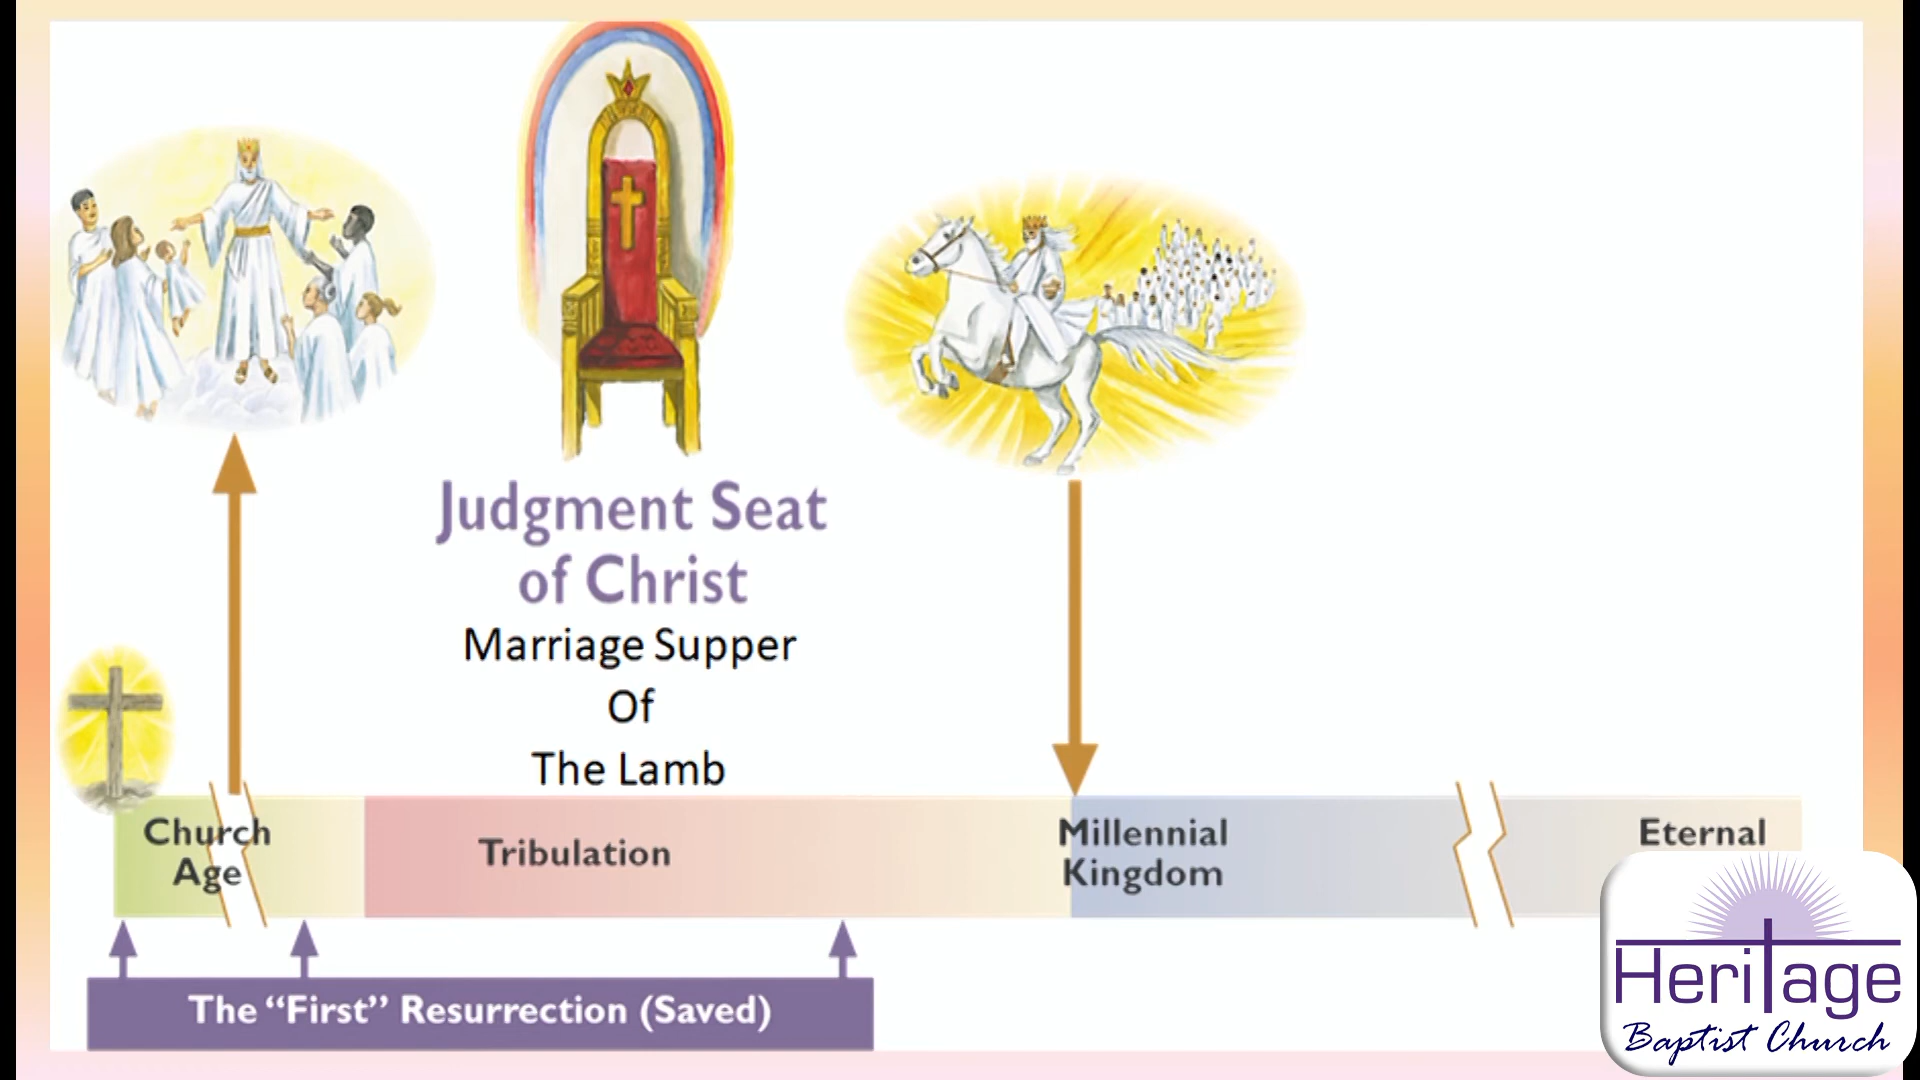 Judgment Seat
of Christ
Marriage Supper
Of
The Lamb
Church
Age
Tribulation
Millennial
Kingdom
Eternal
The “First” Resurrection (Saved)
Heritage
Baptist Church